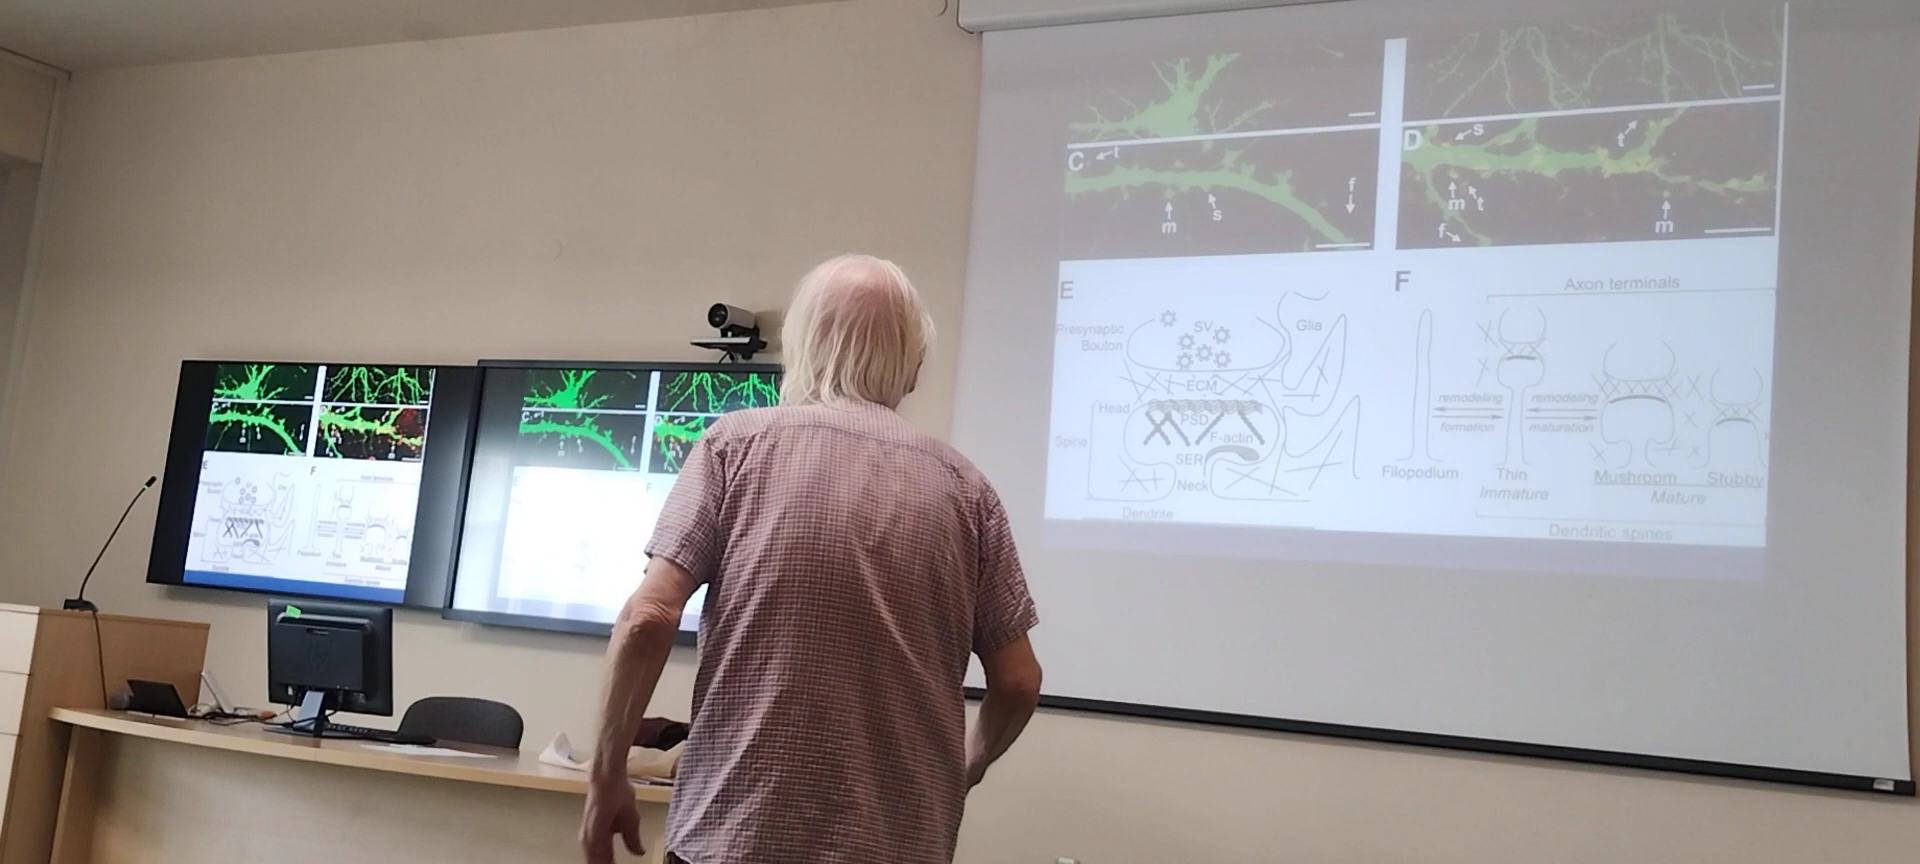 C
t
m
s
f
D
s
t
m
t
m
f
E
Presynaptic
Bouton
SV
Glia
ECM
Head
PSD
F-actin
Spine
SER
Neck
Dendrite
F
Axon terminals
remodeling
formation
remodeling
maturation
Filopodium
Thin
Immature
Mushroom
Stubby
Mature
Dendritic spines